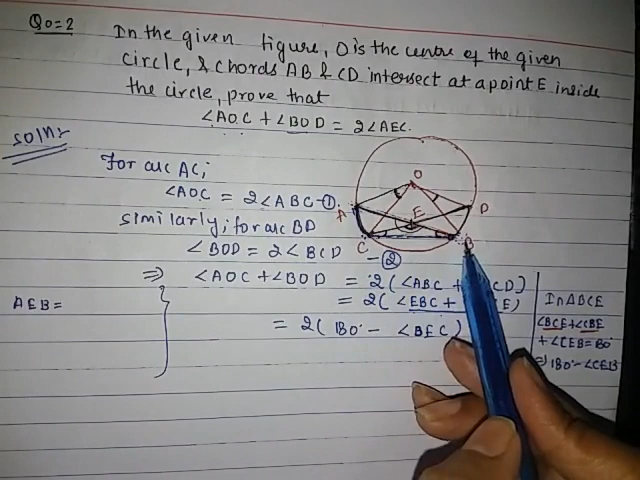 Qo=2
In the given figure, O is the centre of the given
circle, & chords AB & CD intersect at a point E inside
the circle, prove that
∠AOC + ∠BOD = 2∠AEC.
Soln:-
For arc AC;
∠AOC = 2∠ABC -①
similarly; for arc BD
∠BOD = 2∠BCD -②
⇒ ∠AOC + ∠BOD = 2(∠ABC + CD)
= 2(∠EBC + E)
= 2(180° - ∠BEC)
AEB=
In ∆BCE
∠BCE+∠CBE
+∠CEB=180°
⇒ 180°-∠CEB
O
A
E
D
C
B